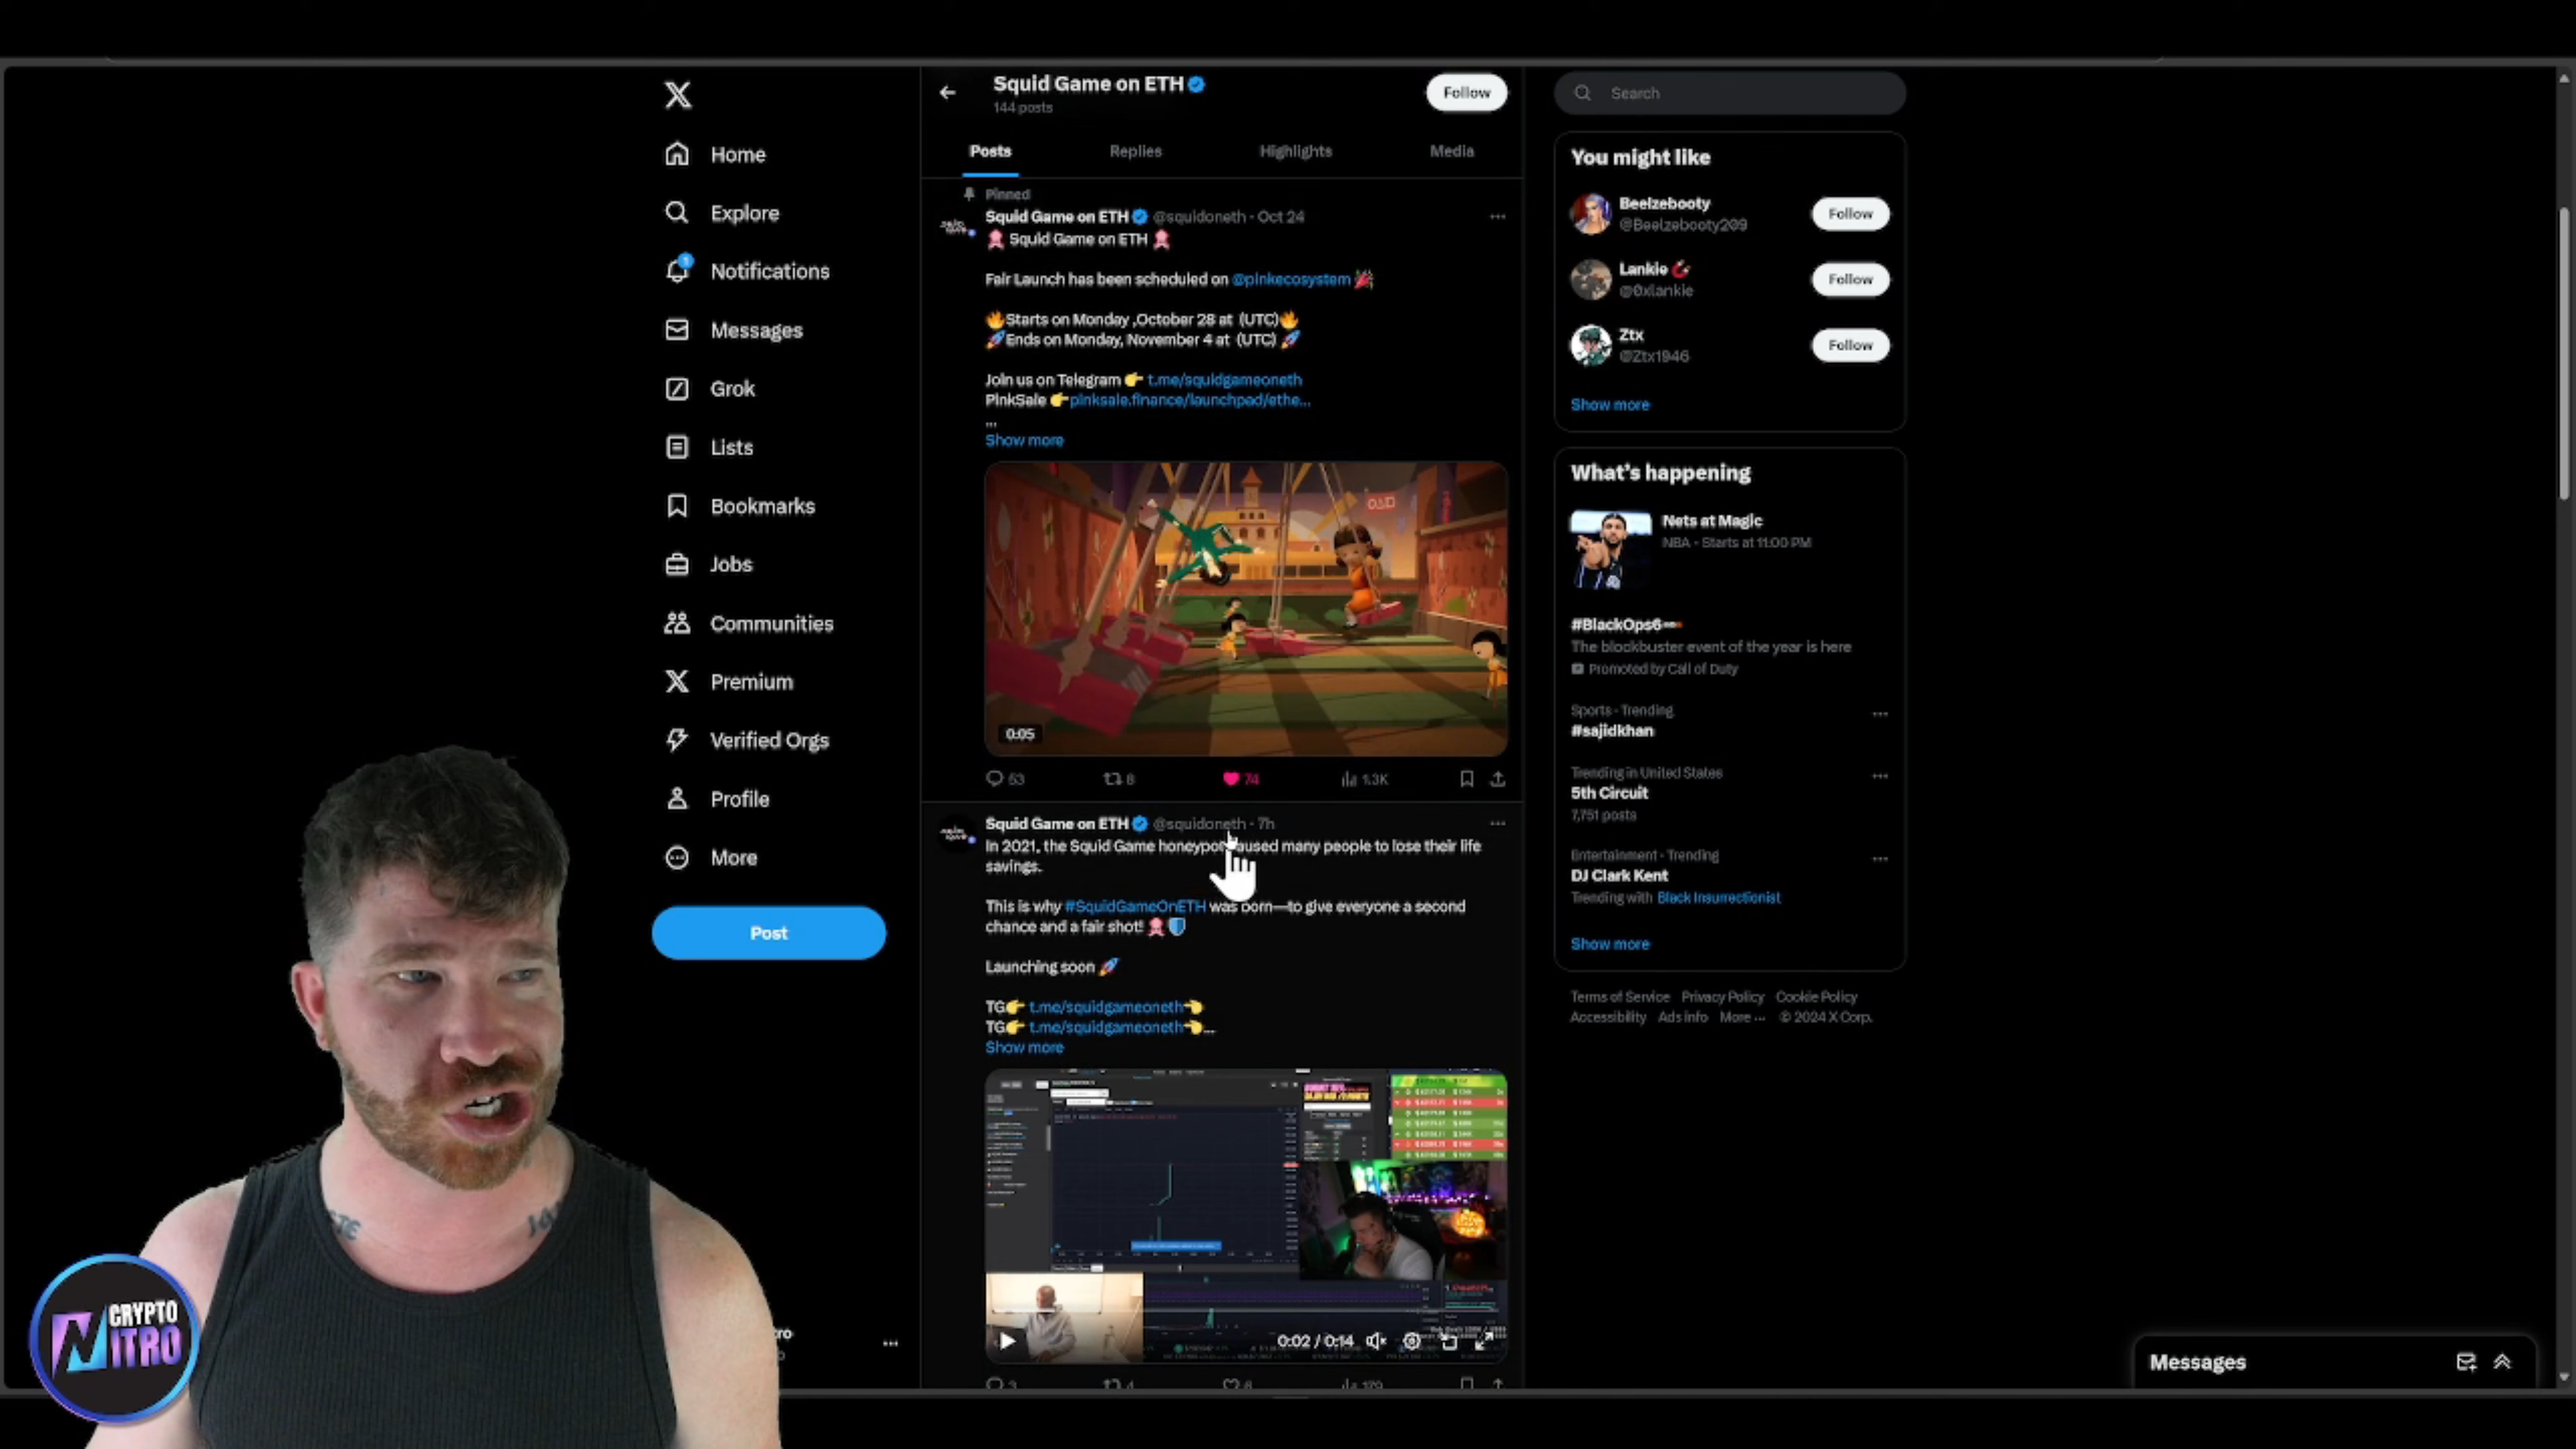 Home
Explore
Notifications
Messages
Grok
Lists
Bookmarks
Jobs
Communities
Premium
Verified Orgs
Profile
More
Post
Squid Game on ETH
144 posts
Follow
Posts Replies Highlights Media
Pinned
Squid Game on ETH @squidoneth · Oct 24
Squid Game on ETH
Fair Launch has been scheduled on @pinkecosystem
Starts on Monday ,October 28 at (UTC)
Ends on Monday, November 4 at (UTC)
Join us on Telegram t.me/squidgameoneth
PinkSale pinksale.finance/launchpad/ethe...
...
Show more
0:05
53 8 74 1.3K
Squid Game on ETH @squidoneth · 7h
In 2021, the Squid Game honeypot caused many people to lose their life
savings.
This is why #SquidGameOnETH was born—to give everyone a second
chance and a fair shot!
Launching soon
TG t.me/squidgameoneth
TG t.me/squidgameoneth...
Show more
0:02 / 0:14
3 4 6 179
Search
You might like
Beelzebooty
@Beelzebooty209
Follow
Lankie
@0xlankie
Follow
Ztx
@Ztx1946
Follow
Show more
What's happening
Nets at Magic
NBA · Starts at 11:00 PM
#BlackOps6
The blockbuster event of the year is here
Promoted by Call of Duty
Sports · Trending
#sajidkhan
Trending in United States
5th Circuit
7,751 posts
Entertainment · Trending
DJ Clark Kent
Trending with Black Insurrectionist
Show more
Terms of Service Privacy Policy Cookie Policy
Accessibility Ads info More ··· © 2024 X Corp.
Messages
CRYPTO
NITRO